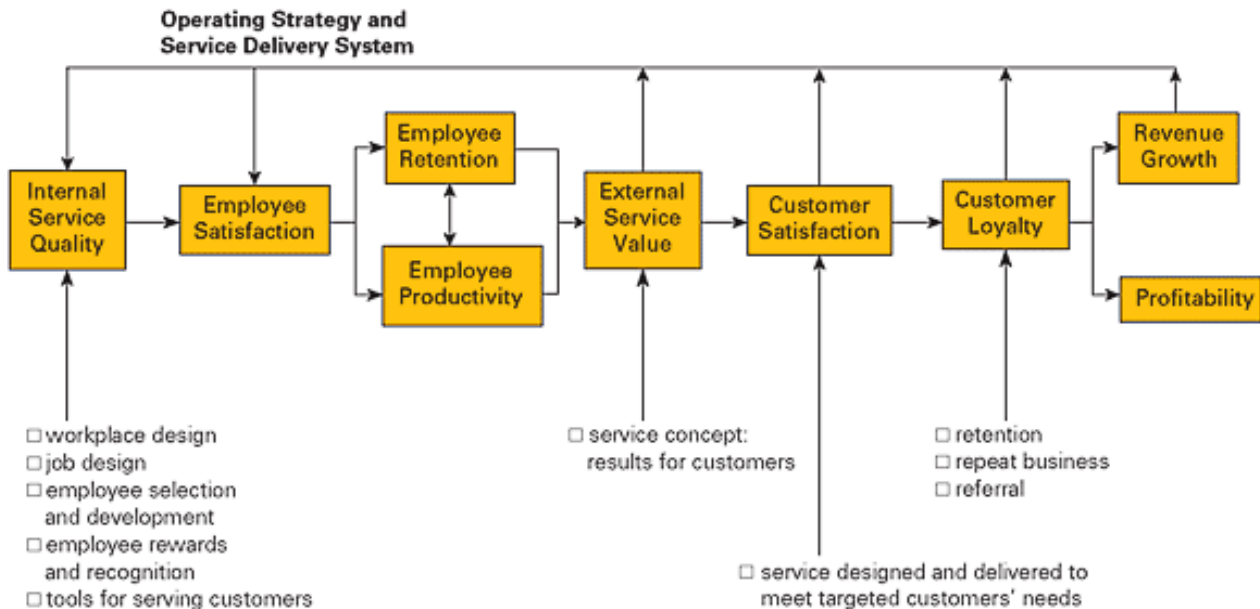 Operating Strategy and
Service Delivery System
Internal
Service
Quality
Employee
Satisfaction
Employee
Retention
Employee
Productivity
External
Service
Value
Customer
Satisfaction
Customer
Loyalty
Revenue
Growth
Profitability
□ workplace design
□ job design
□ employee selection
and development
□ employee rewards
and recognition
□ tools for serving customers
□ service concept:
results for customers
□ service designed and delivered to
meet targeted customers' needs
□ retention
□ repeat business
□ referral